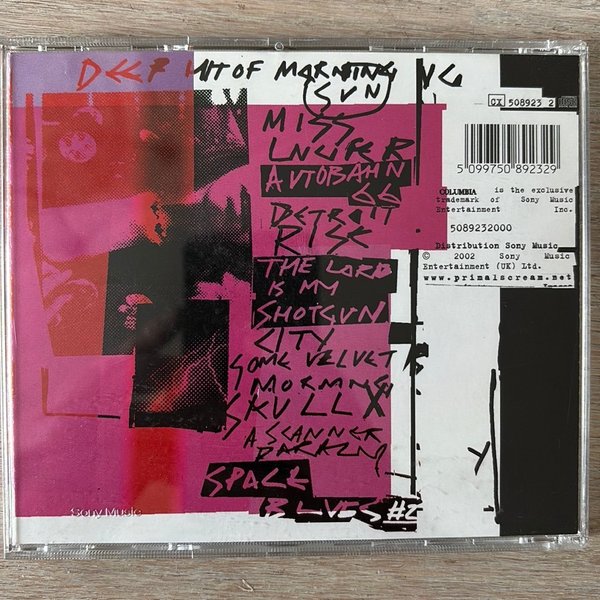 DEEP HIT OF MORNING
SUN
MISS
LUCIFER
AUTOBAHN
66
DETROIT
RISE
THE LORD
IS MY
SHOTGUN
CITY
SOME VELVET
MORNING
SKULL X
A SCANNER
DARKLY
SPACE
BLUES #2
CX 508923 2
5 099750 892329
COLUMBIA is the exclusive
trademark of Sony Music
Entertainment Inc.
5089232000
Distribution Sony Music
© 2002 Sony Music
Entertainment (UK) Ltd.
www.primalscream.net
Sony Music